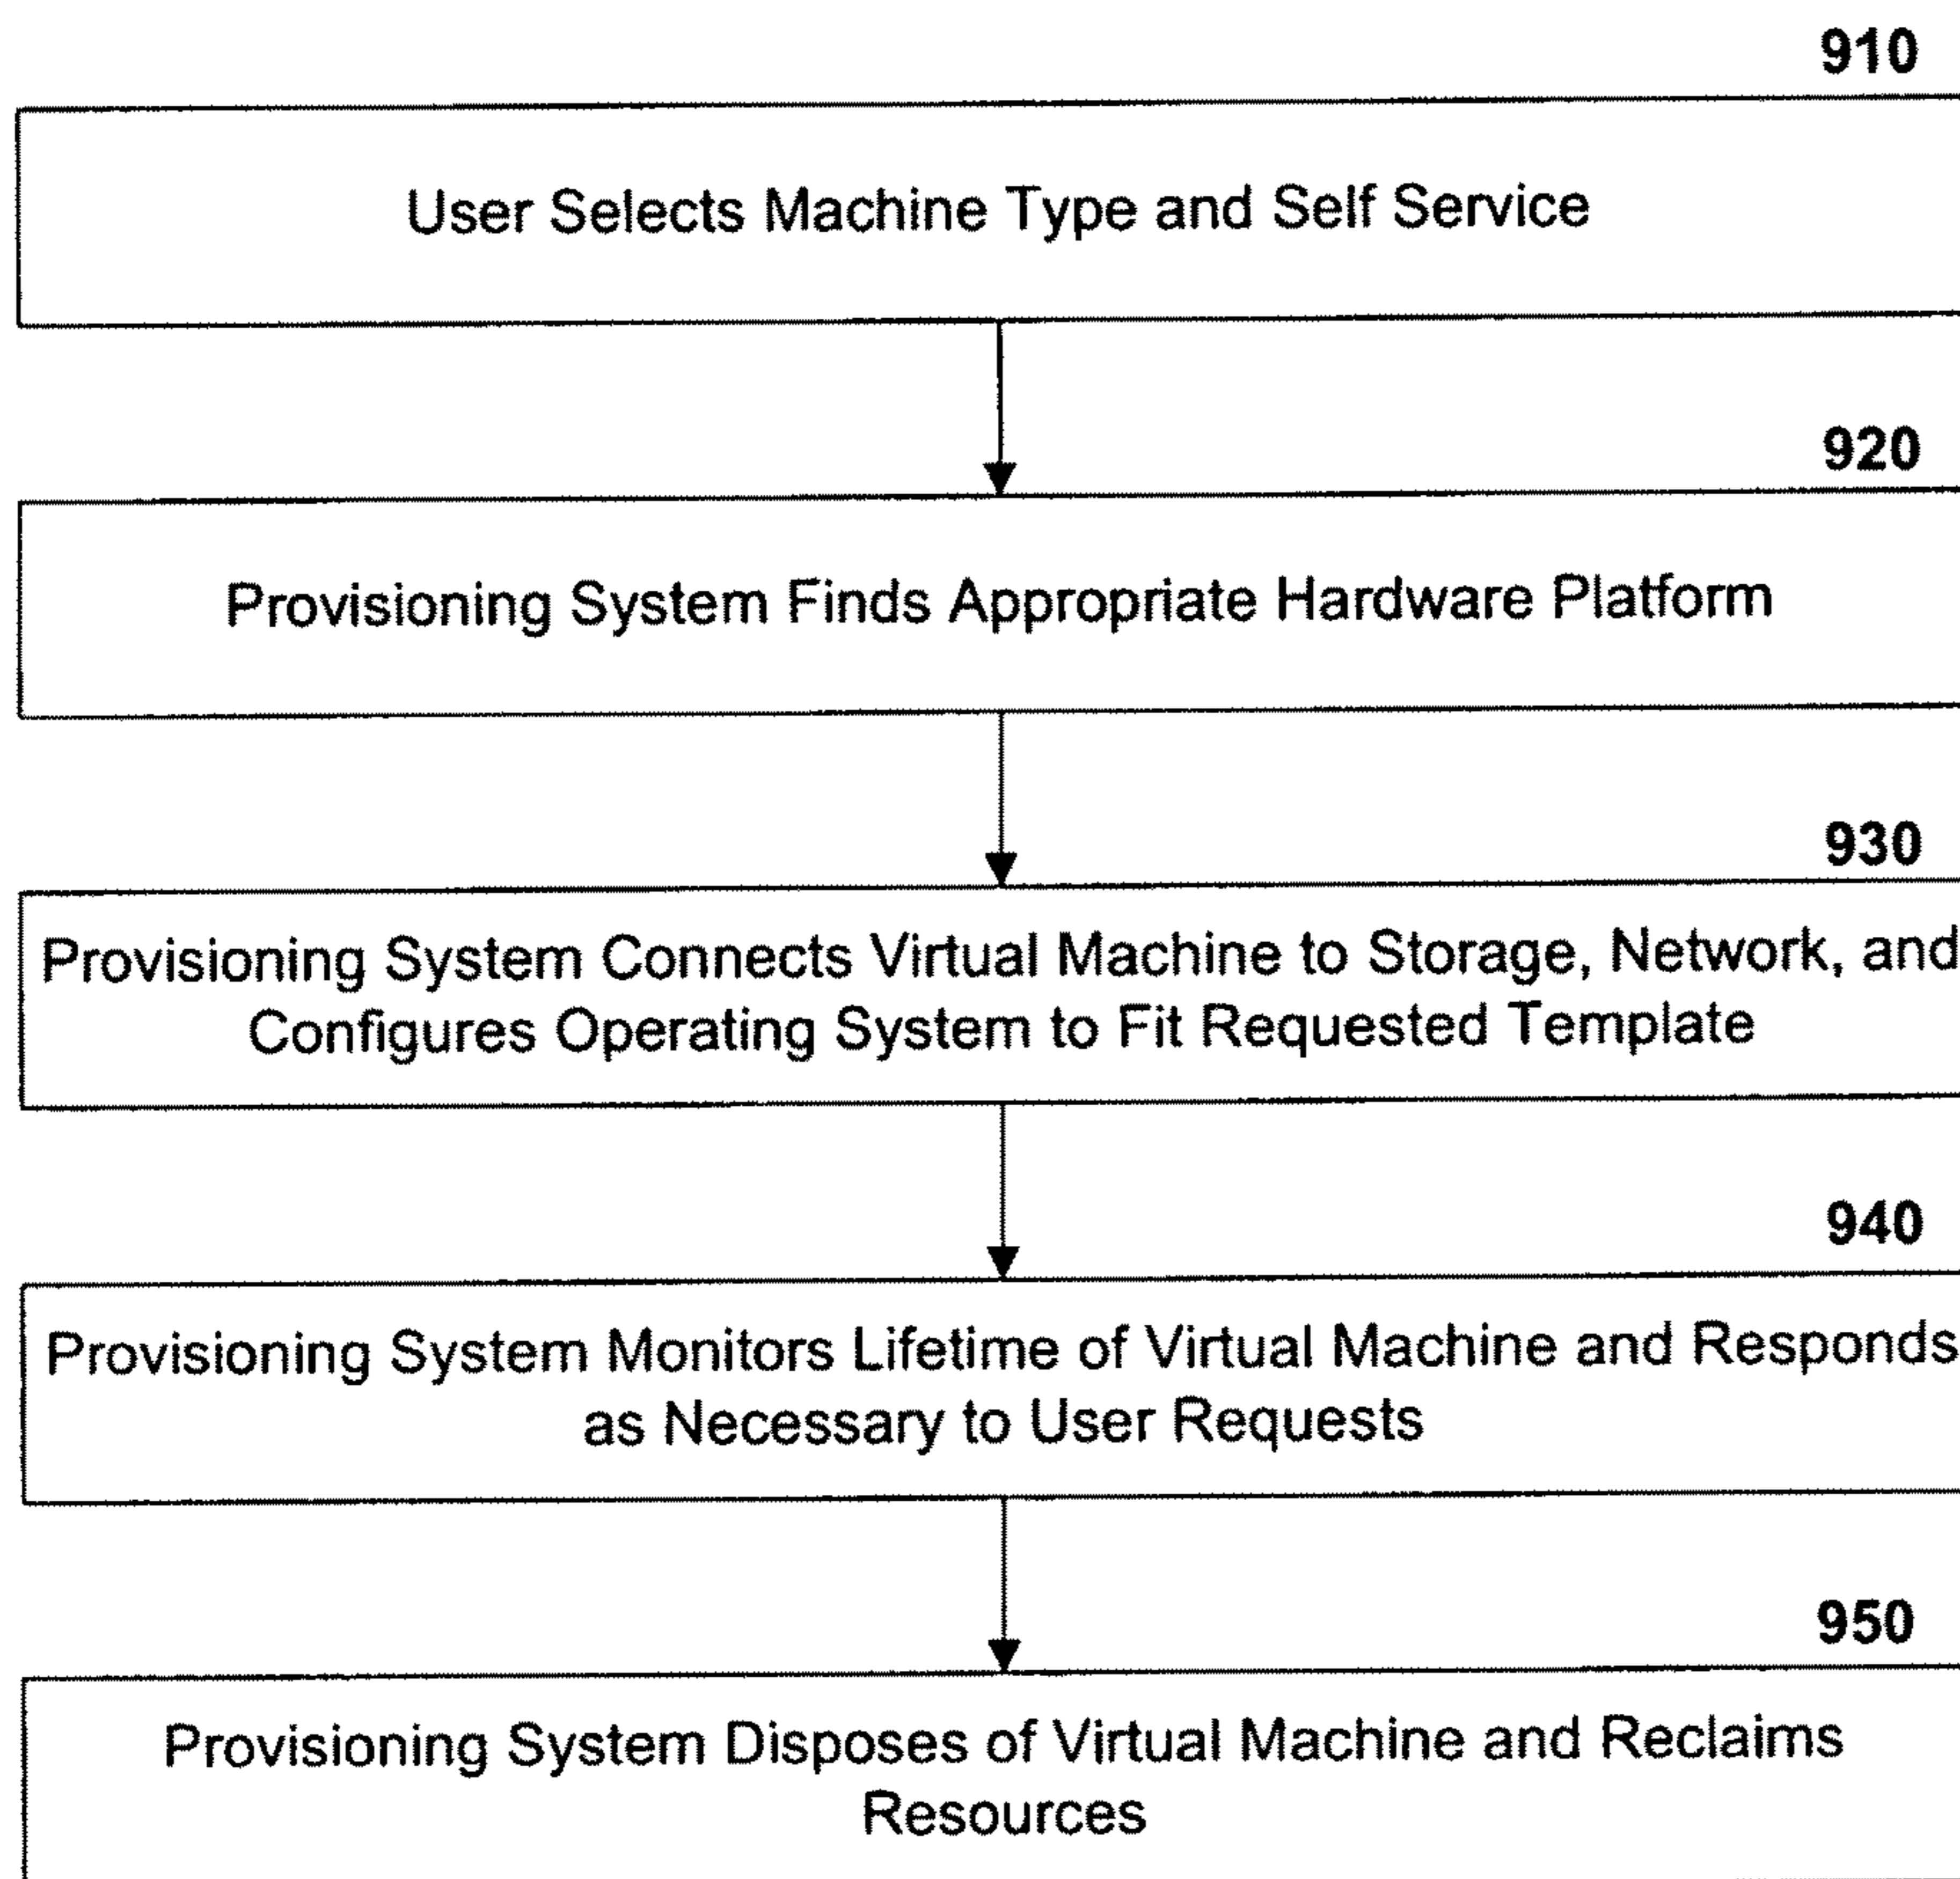 910
User Selects Machine Type and Self Service
920
Provisioning System Finds Appropriate Hardware Platform
930
Provisioning System Connects Virtual Machine to Storage, Network, and
Configures Operating System to Fit Requested Template
940
Provisioning System Monitors Lifetime of Virtual Machine and Responds
as Necessary to User Requests
950
Provisioning System Disposes of Virtual Machine and Reclaims
Resources